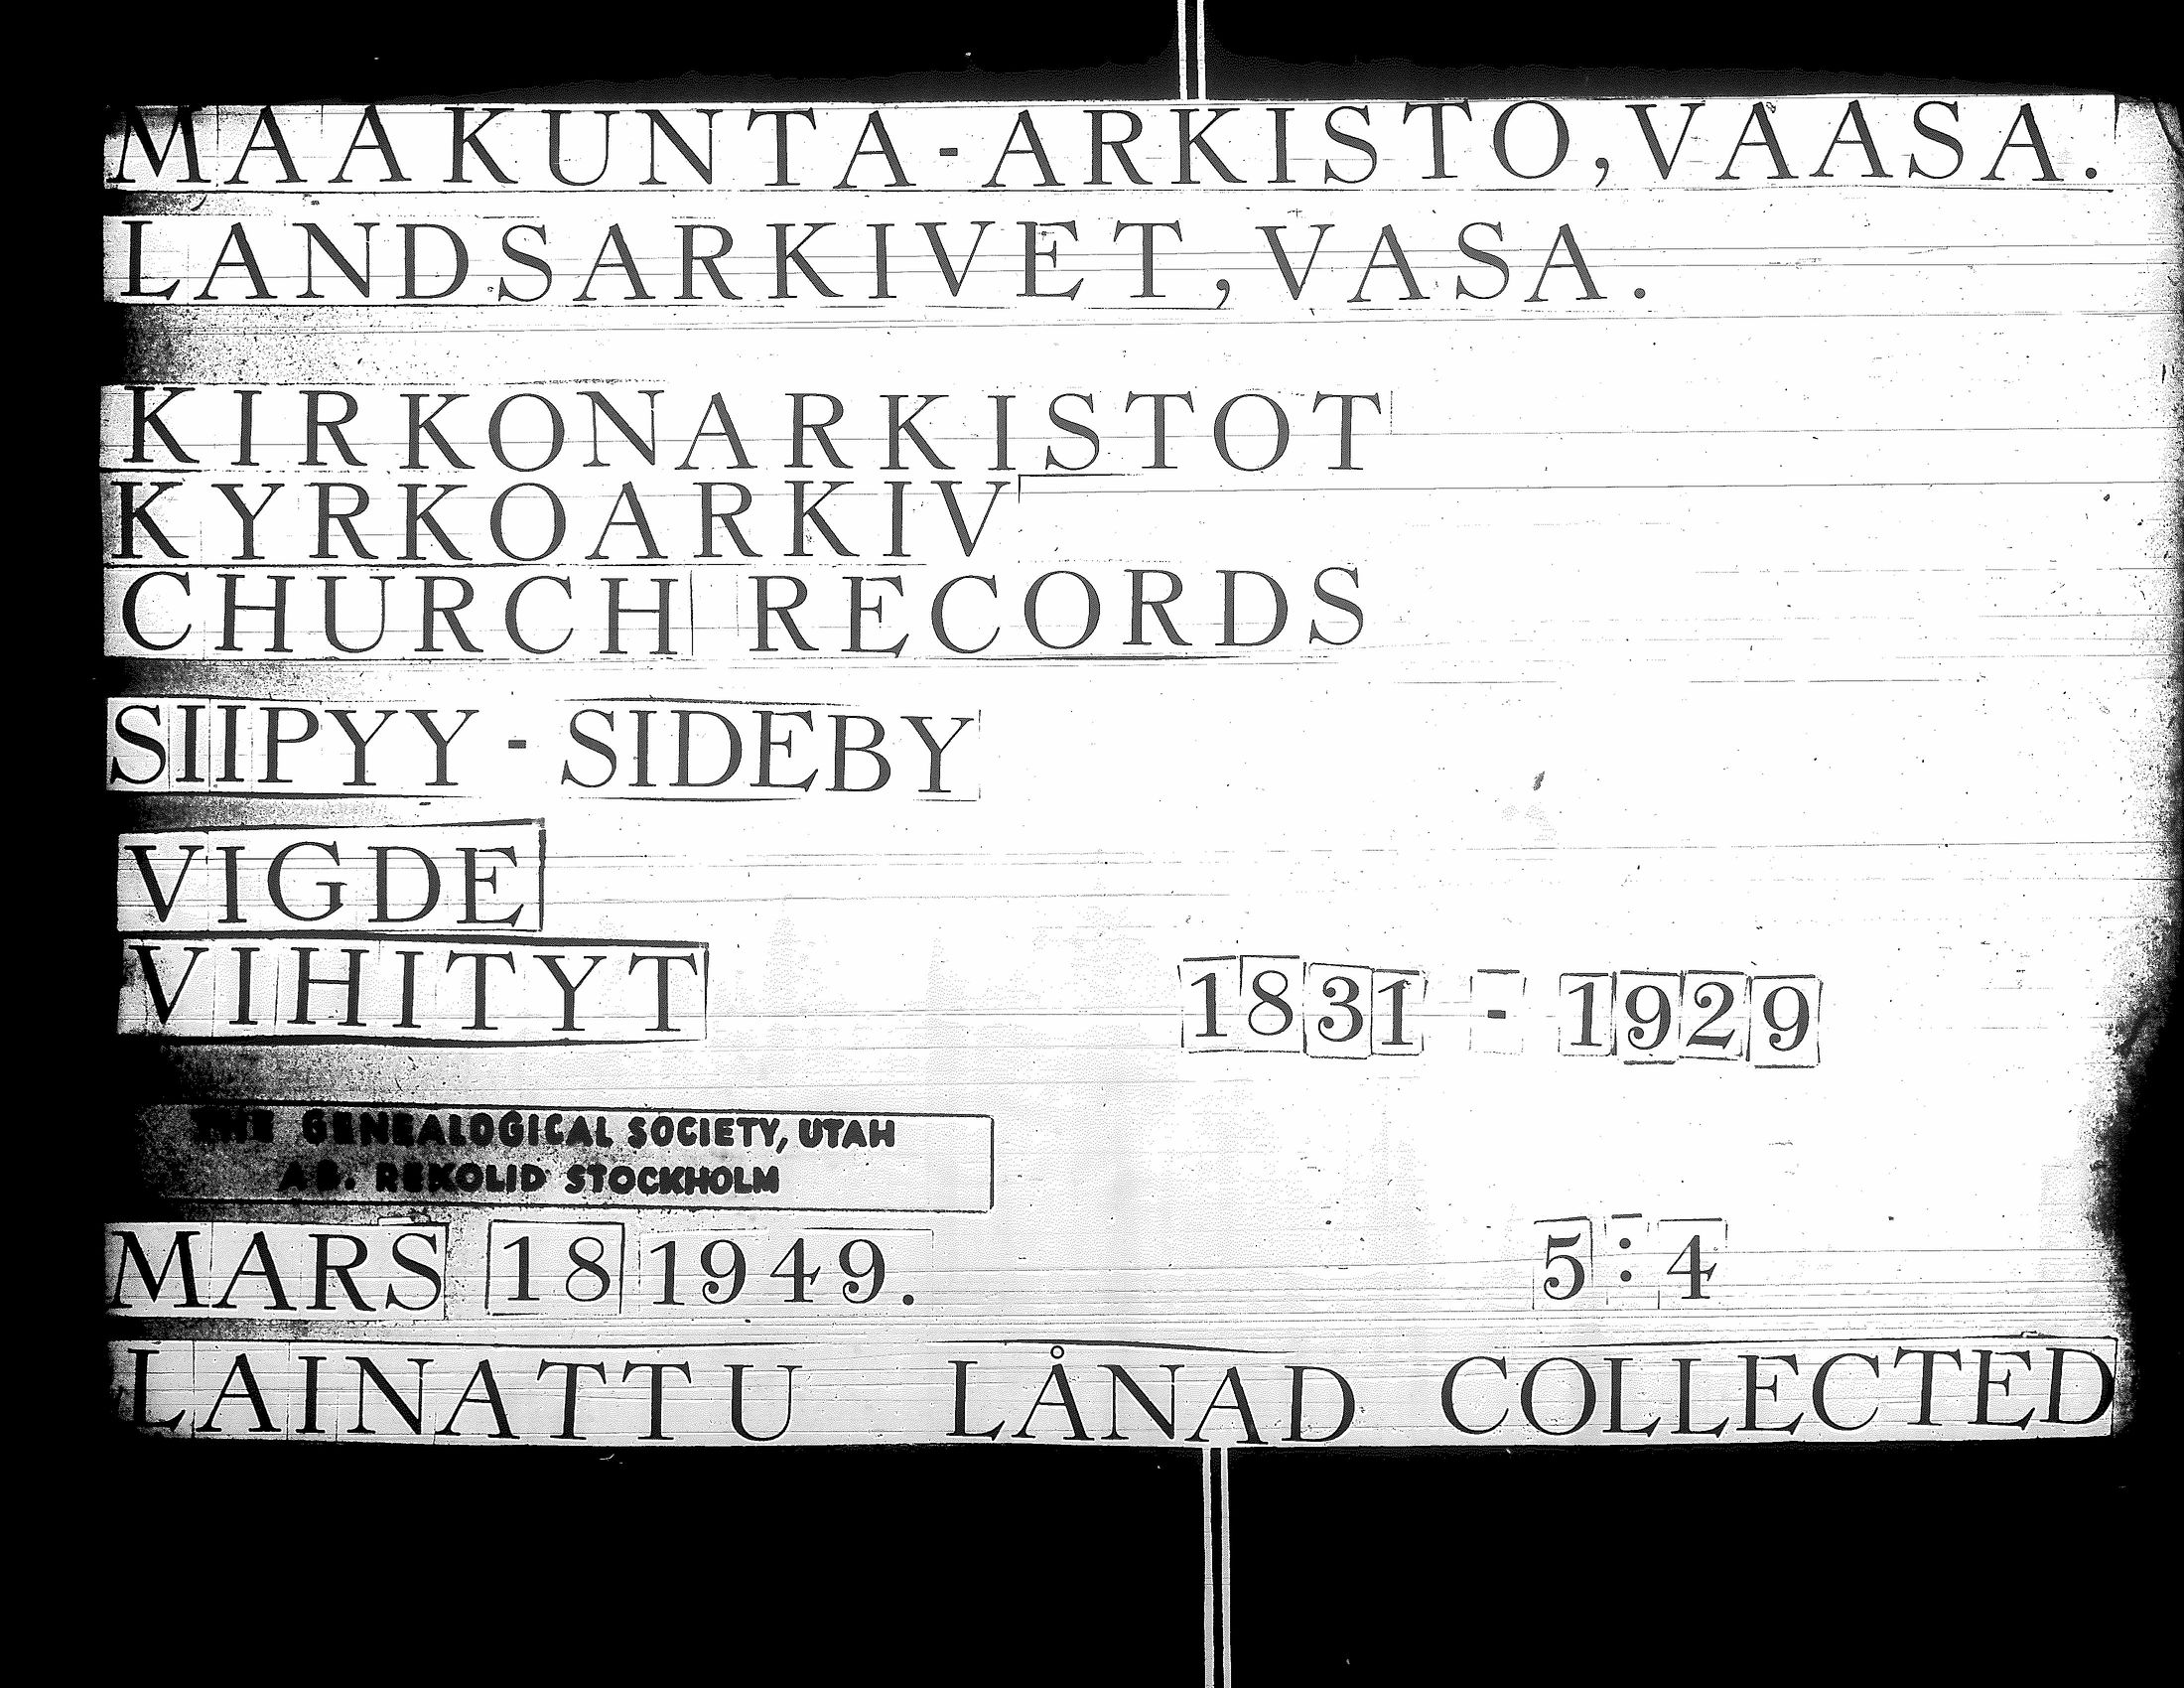 MAAKUNTA-ARKISTO, VAASA.
LANDSARKIVET, VASA.
KIRKONARKISTOT
KYRKOARKIV
CHURCH RECORDS
SIIPYY - SIDEBY
VIGDE
VIHITYT 1831 - 1929
THE GENEALOGICAL SOCIETY, UTAH
A.B. REKOLID STOCKHOLM
MARS 18 1949. 5:4
LAINATTU LÅNAD COLLECTED